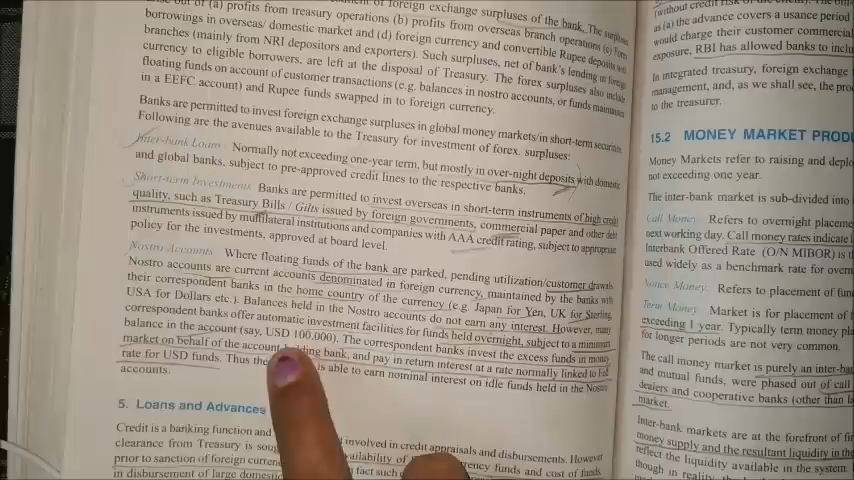 out of (a) profits from treasury operations (b) profits from overseas branch operations (c) Forex
borrowings in overseas/ domestic market and (d) foreign currency and convertible Rupee deposits with
branches (mainly from NRI depositors and exporters). Such surpluses, net of bank's lending in foreign
currency to eligible borrowers, are left at the disposal of Treasury. The forex surpluses also include
floating funds on account of customer transactions (e.g. balances in nostro accounts, or funds maintained
in a EEFC account) and Rupee funds swapped in to foreign currency.
Banks are permitted to invest foreign exchange surpluses in global money markets/in short-term securities.
Following are the avenues available to the Treasury for investment of forex. surpluses:
Inter-bank Loans Normally not exceeding one-year term, but mostly in over-night deposits with domestic
and global banks, subject to pre-approved credit lines to the respective banks.
Short-term Investments Banks are permitted to invest overseas in short-term instruments of high credit
quality, such as Treasury Bills / Gilts issued by foreign governments, commercial paper and other debt
instruments issued by multilateral institutions and companies with AAA credit rating, subject to appropriate
policy for the investments, approved at board level.
Nostro Accounts Where floating funds of the bank are parked, pending utilization/customer drawals
Nostro accounts are current accounts denominated in foreign currency, maintained by the banks with
their correspondent banks in the home country of the currency (e.g. Japan for Yen, UK for Sterling,
USA for Dollars etc.). Balances held in the Nostro accounts do not earn any interest. However, many
correspondent banks offer automatic investment facilities for funds held overnight, subject to a minimum
balance in the account (say, USD 100,000). The correspondent banks invest the excess funds in money
market on behalf of the account holding bank, and pay in return interest at a rate normally linked to Fed
rate for USD funds. Thus the is able to earn nominal interest on idle funds held in the Nostro
accounts.
5. Loans and Advances
Credit is a banking function and involved in credit appraisals and disbursements. However
clearance from Treasury is availability of funds and cost of funds
prior to sanction of foreign fact such
in disbursement of large
(without credit
as (a) the advance covers a usance period
would charge their customer commercial
exposure, RBI has allowed banks to
In integrated treasury, foreign exchange
management, and, as we shall see, the
to the treasurer.
15.2 MONEY MARKET
Money Markets refer to raising and
not exceeding one year.
The inter-bank market is sub-divided into
Call Money Refers to overnight
next working day. Call money rates indicate
Interbank Offered Rate (O/N MIBOR) is
used widely as a benchmark rate for
Notice Money Refers to placement of
Term Money Market is for placement of
exceeding 1 year. Typically term money
for longer periods are not very common.
The call money market is purely an
and mutual funds, were phased out of call
dealers and cooperative banks (other than
market.
Inter-bank markets are at the forefront of
money supply and the resultant liquidity in the
reflect the liquidity available in the system.
though in reality,